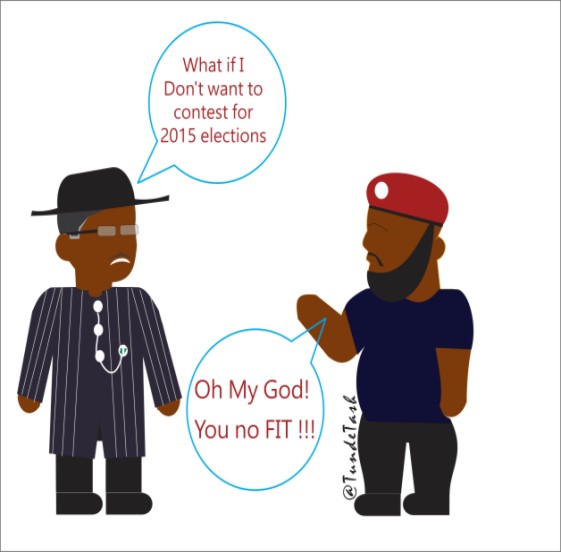 What if I
Don't want to
contest for
2015 elections
Oh My God!
You no FIT !!!
@TundeTash